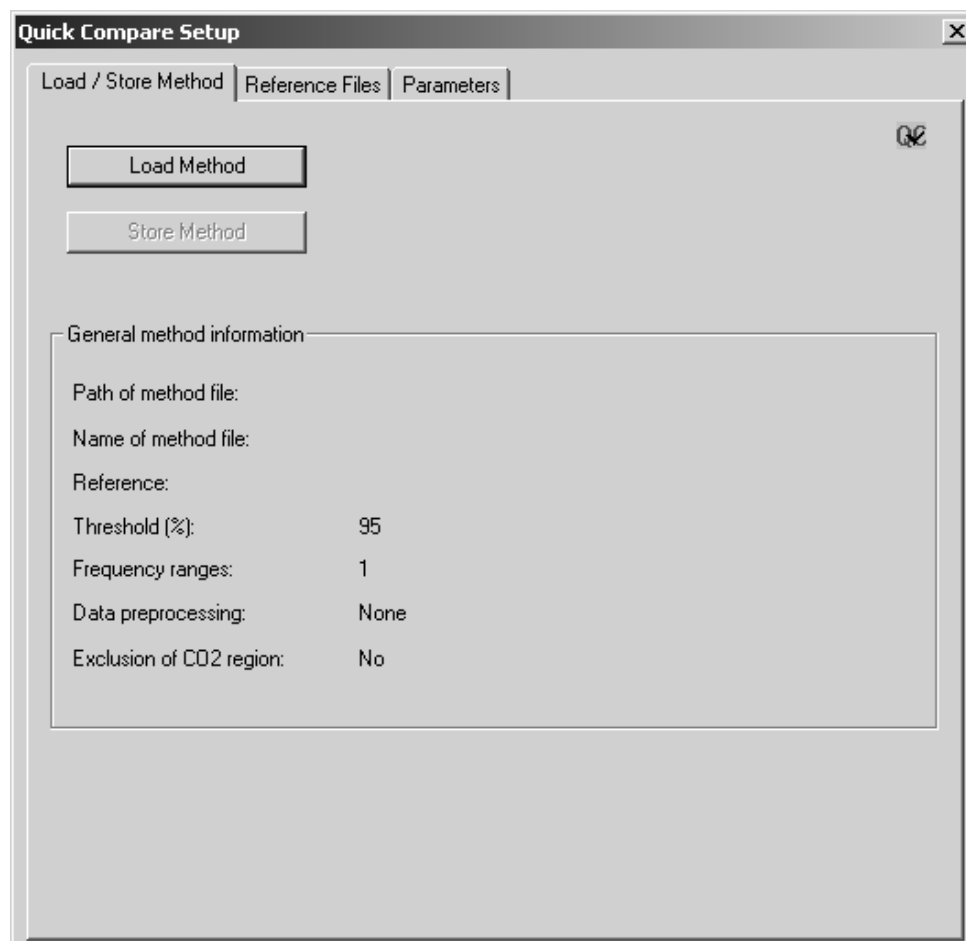 Quick Compare Setup
Load / Store Method Reference Files Parameters
QC
Load Method
Store Method
General method information
Path of method file:
Name of method file:
Reference:
Threshold (%): 95
Frequency ranges: 1
Data preprocessing: None
Exclusion of CO2 region: No